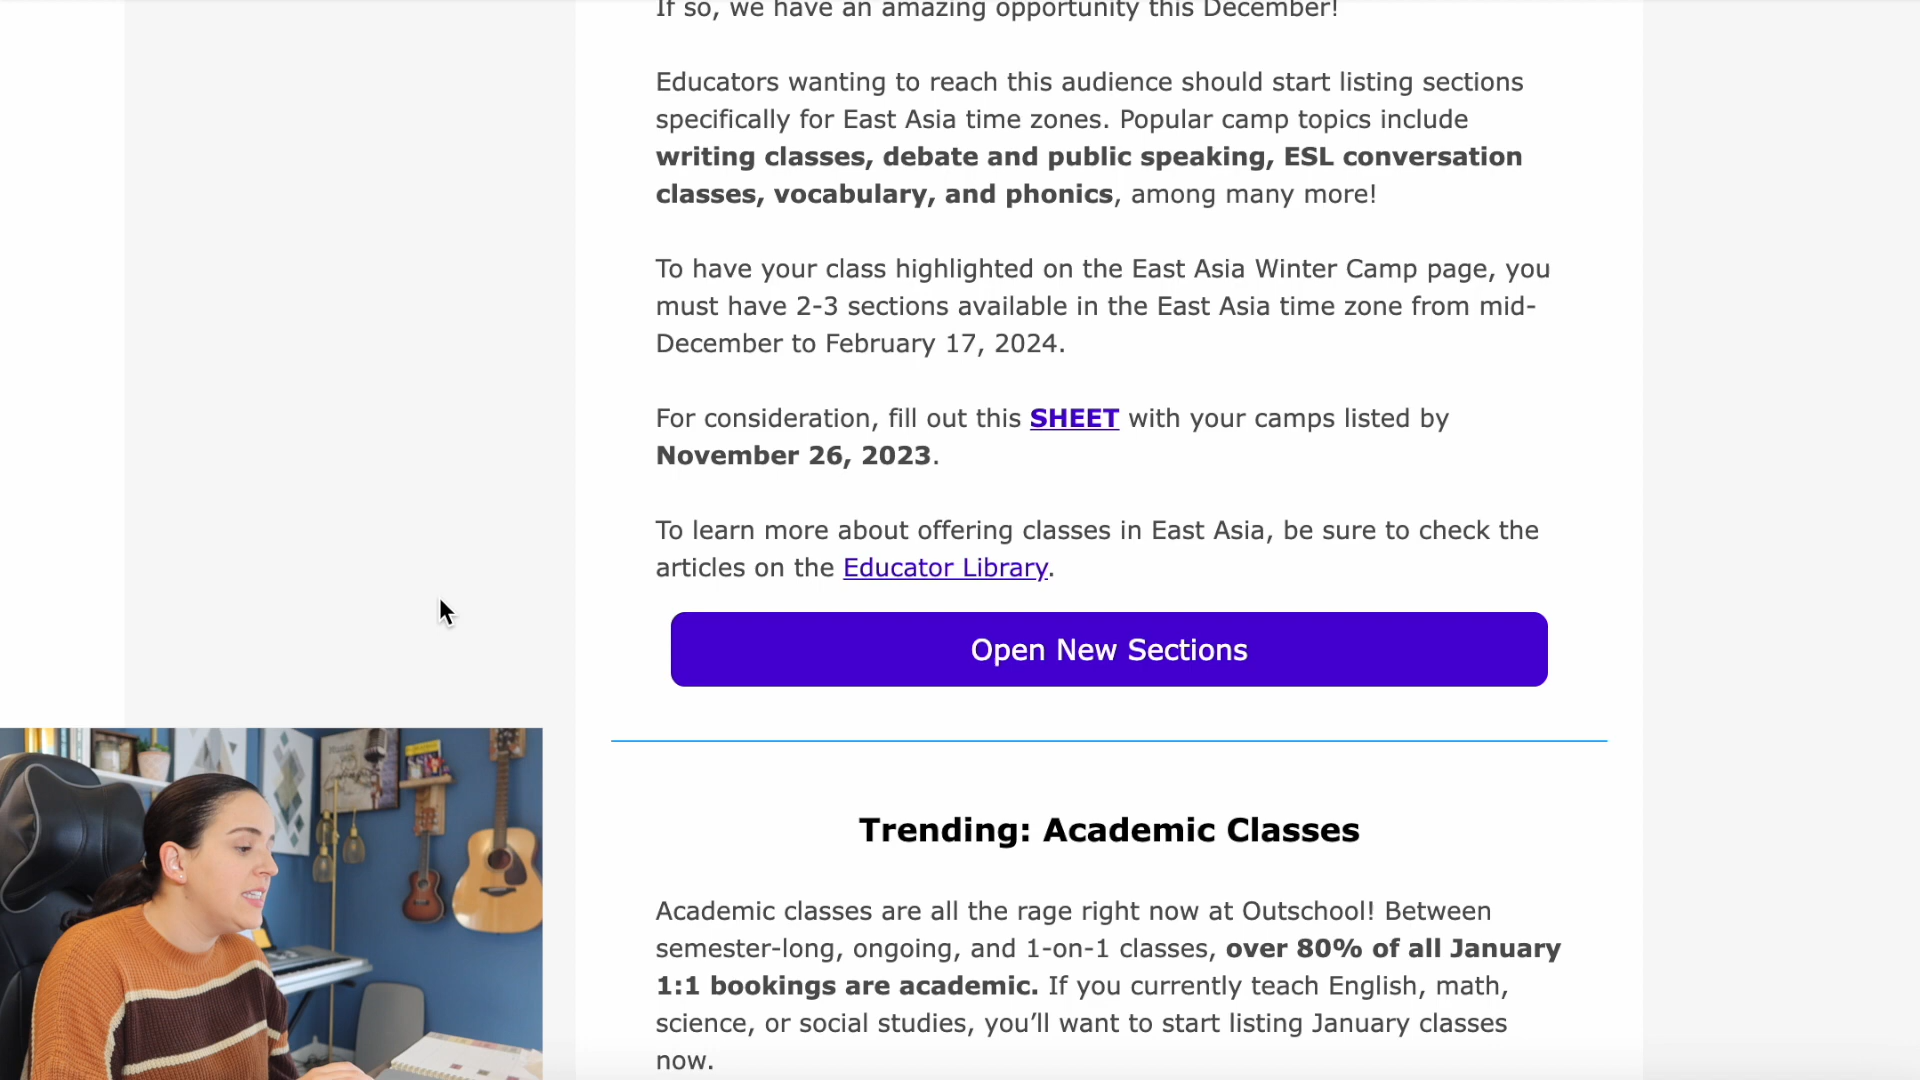 If so, we have an amazing opportunity this December!
Educators wanting to reach this audience should start listing sections
specifically for East Asia time zones. Popular camp topics include
writing classes, debate and public speaking, ESL conversation
classes, vocabulary, and phonics, among many more!
To have your class highlighted on the East Asia Winter Camp page, you
must have 2-3 sections available in the East Asia time zone from mid-
December to February 17, 2024.
For consideration, fill out this SHEET with your camps listed by
November 26, 2023.
To learn more about offering classes in East Asia, be sure to check the
articles on the Educator Library.
Open New Sections
Trending: Academic Classes
Academic classes are all the rage right now at Outschool! Between
semester-long, ongoing, and 1-on-1 classes, over 80% of all January
1:1 bookings are academic. If you currently teach English, math,
science, or social studies, you’ll want to start listing January classes
now.